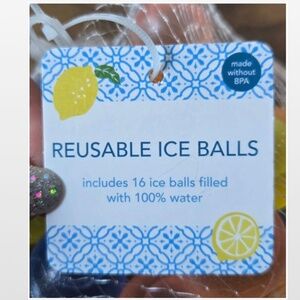 made
without
BPA
REUSABLE ICE BALLS
includes 16 ice balls filled
with 100% water